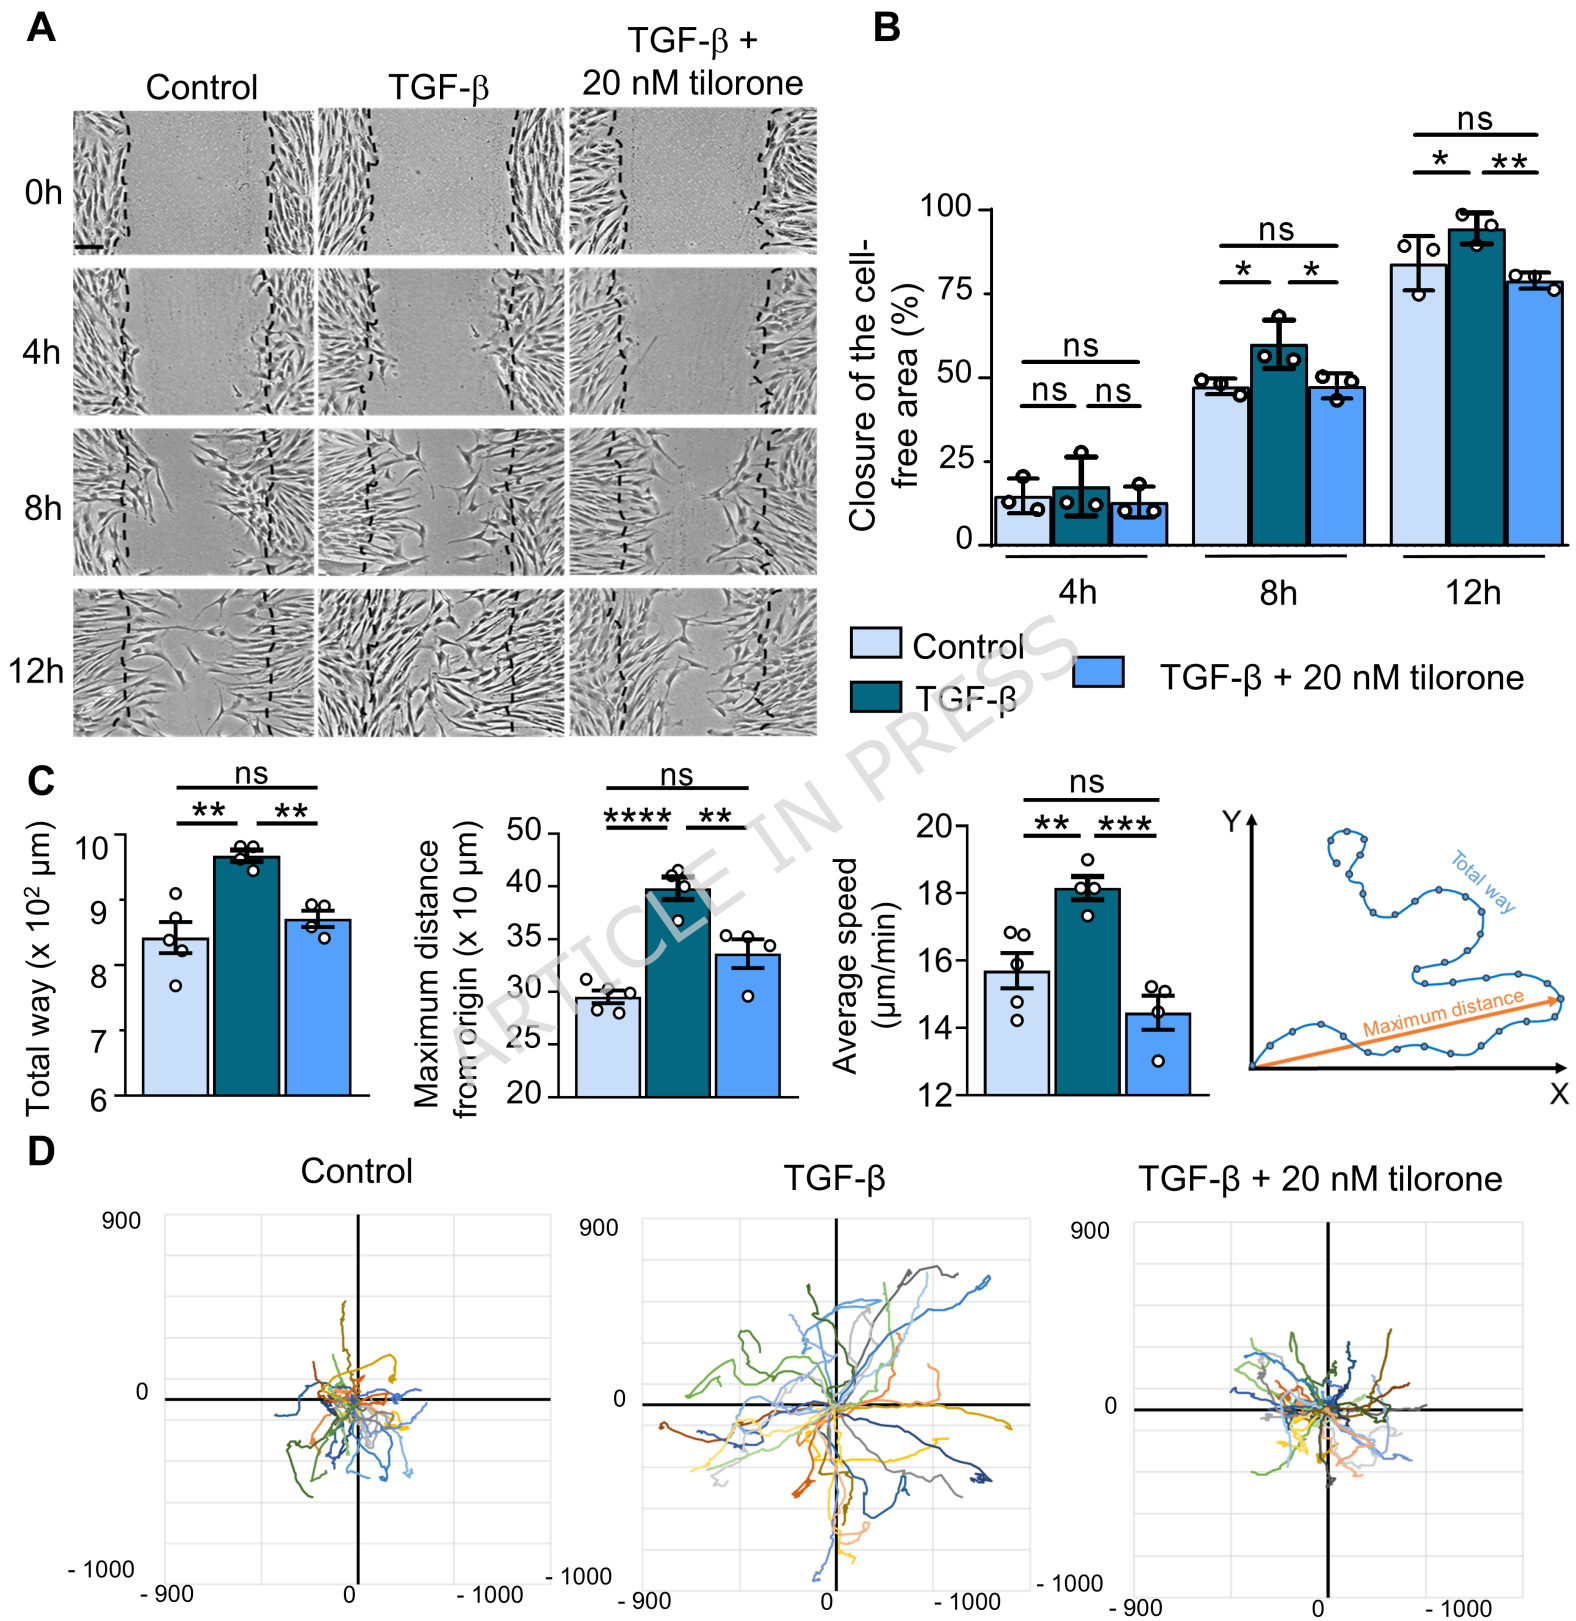 A
B
Control
TGF-β
TGF-β +
20 nM tilorone
0h
4h
8h
12h
Closure of the cell-
free area (%)
100
75
50
25
0
ns
ns
ns
ns
*
*
ns
*
**
4h
8h
12h
Control
TGF-β
TGF-β + 20 nM tilorone
ARTICLE IN PRESS
C
Total way (x 10² µm)
10
9
8
7
6
ns
**
**
Maximum distance
from origin (x 10 µm)
50
40
35
30
25
20
ns
****
**
Average speed
(µm/min)
20
18
16
14
12
ns
**
***
Y
Total way
Maximum distance
X
D
Control
TGF-β
TGF-β + 20 nM tilorone
900
0
- 1000
- 900
0
- 1000
900
0
- 1000
- 900
0
- 1000
900
0
- 1000
- 900
0
- 1000